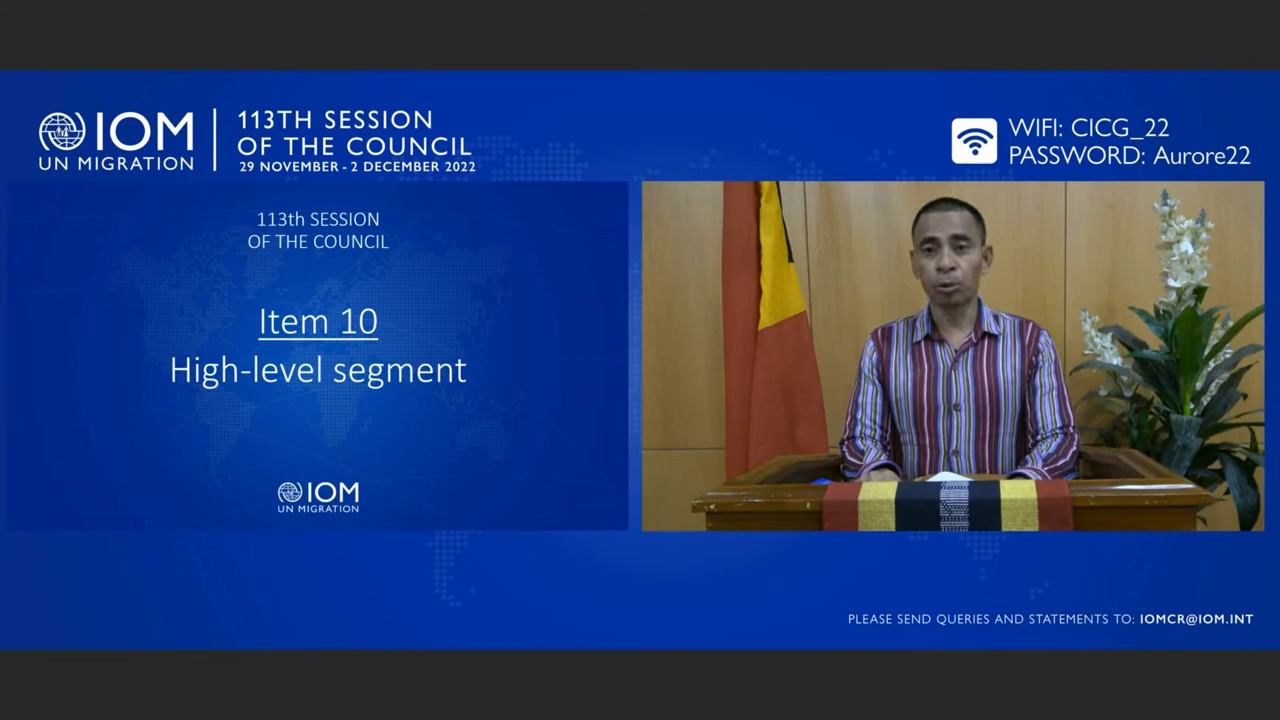 IOM
UN MIGRATION
113TH SESSION
OF THE COUNCIL
29 NOVEMBER - 2 DECEMBER 2022
WIFI: CICG_22
PASSWORD: Aurore22
113th SESSION
OF THE COUNCIL
Item 10
High-level segment
IOM
UN MIGRATION
PLEASE SEND QUERIES AND STATEMENTS TO: IOMCR@IOM.INT